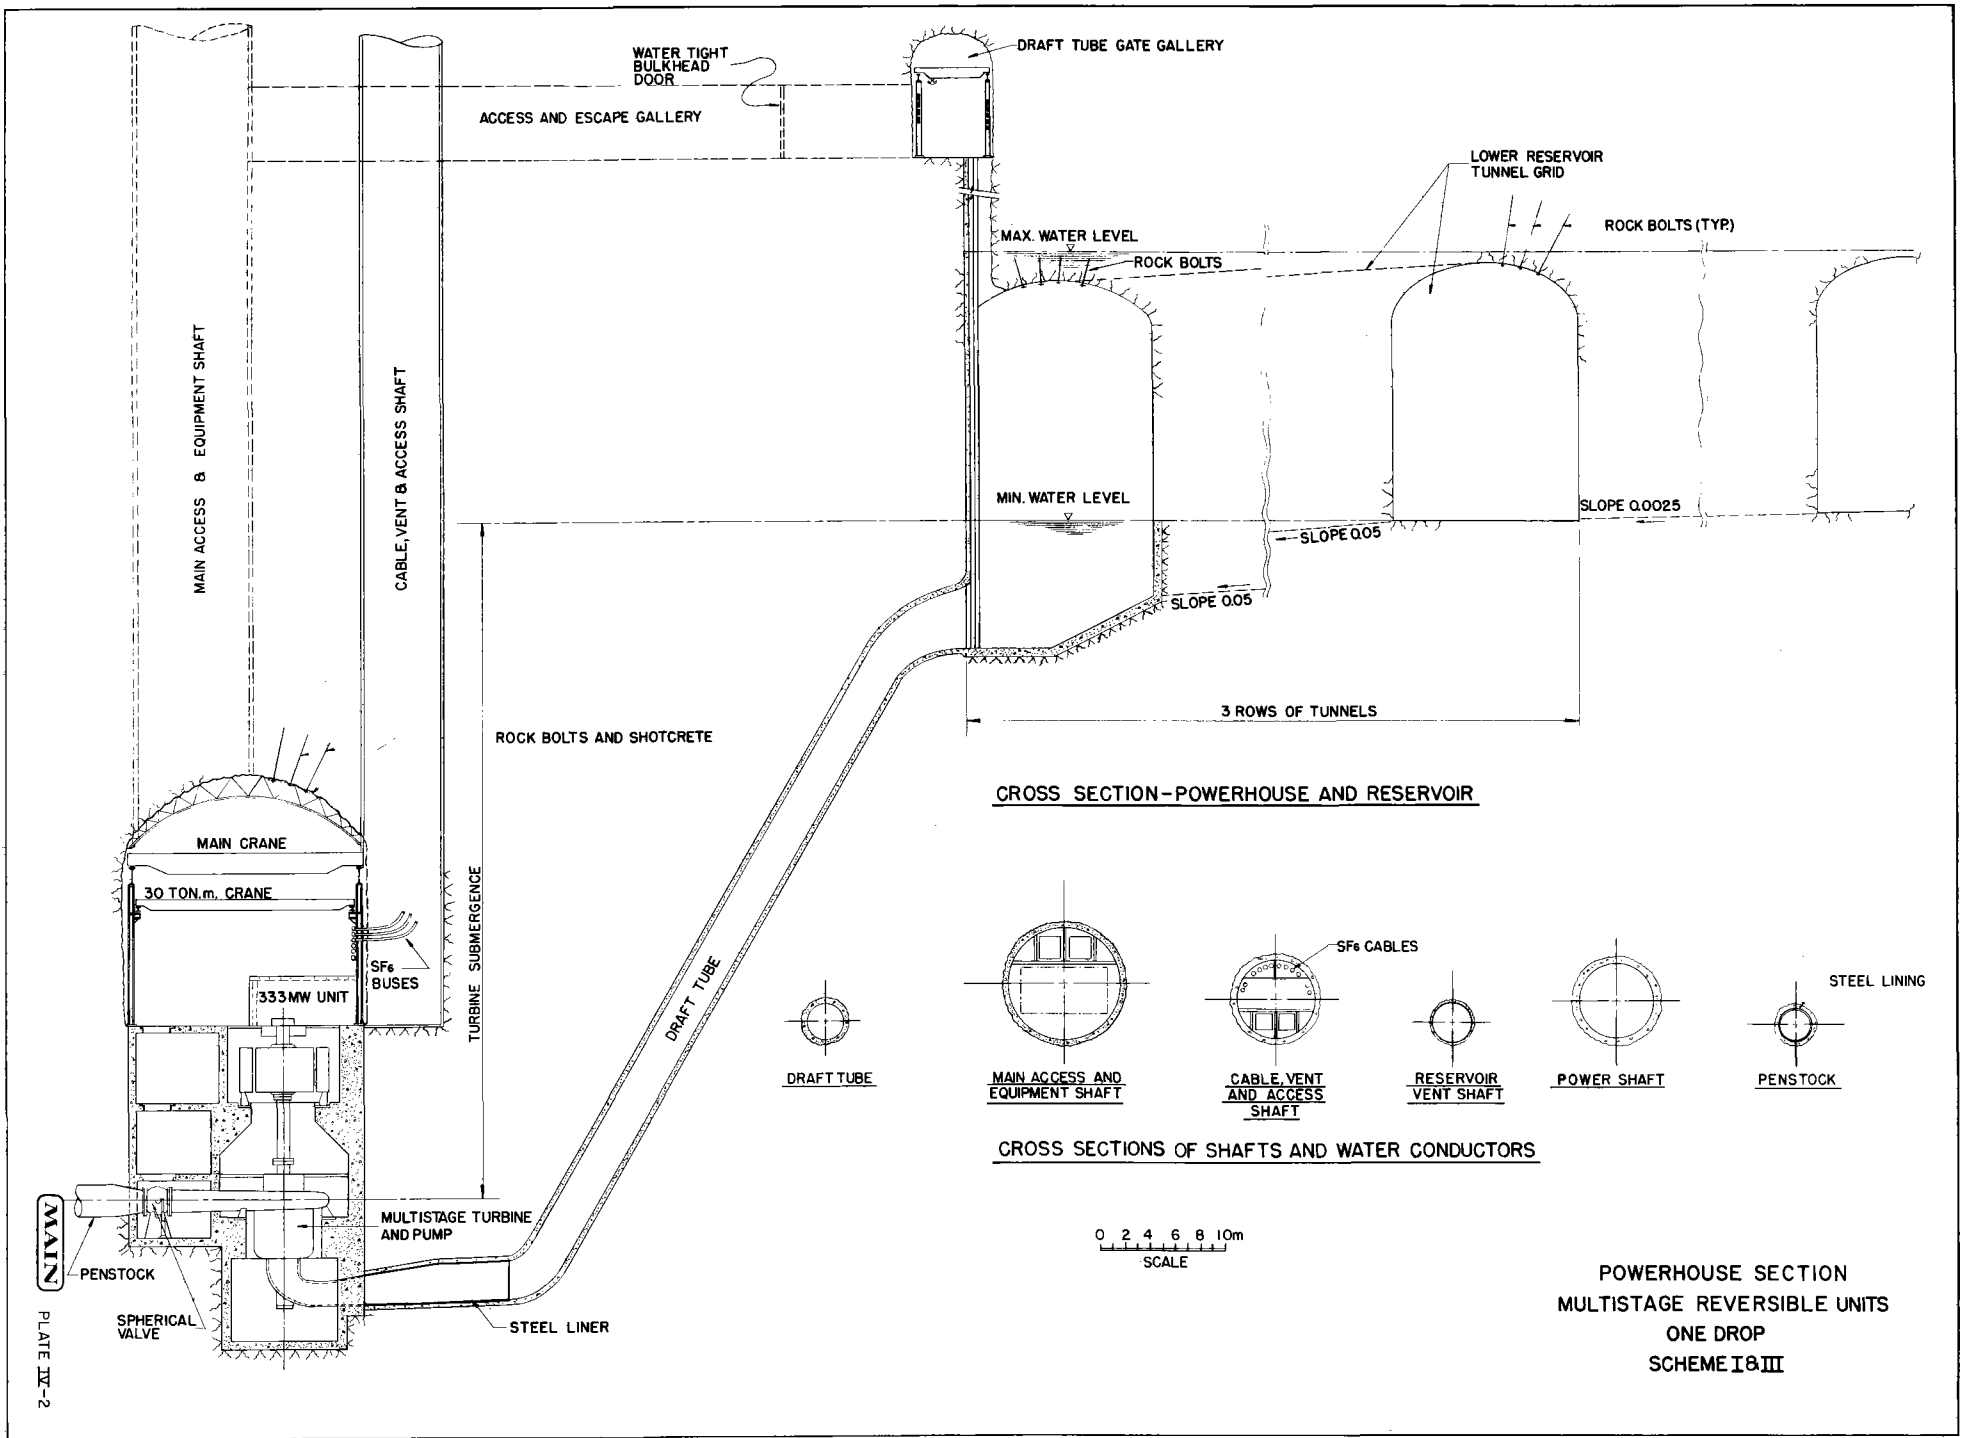 WATER TIGHT
BULKHEAD
DOOR
DRAFT TUBE GATE GALLERY
ACCESS AND ESCAPE GALLERY
LOWER RESERVOIR
TUNNEL GRID
ROCK BOLTS (TYP.)
MAX. WATER LEVEL
ROCK BOLTS
MAIN ACCESS & EQUIPMENT SHAFT
CABLE, VENT & ACCESS SHAFT
MIN. WATER LEVEL
SLOPE 0.0025
SLOPE 0.05
SLOPE 0.05
3 ROWS OF TUNNELS
ROCK BOLTS AND SHOTCRETE
CROSS SECTION-POWERHOUSE AND RESERVOIR
MAIN CRANE
30 TON.m. CRANE
TURBINE SUBMERGENCE
SF6
BUSES
333MW UNIT
DRAFT TUBE
SF6 CABLES
STEEL LINING
DRAFT TUBE
MAIN ACCESS AND
EQUIPMENT SHAFT
CABLE, VENT
AND ACCESS
SHAFT
RESERVOIR
VENT SHAFT
POWER SHAFT
PENSTOCK
CROSS SECTIONS OF SHAFTS AND WATER CONDUCTORS
MULTISTAGE TURBINE
AND PUMP
PENSTOCK
SPHERICAL
VALVE
STEEL LINER
0 2 4 6 8 10m
SCALE
POWERHOUSE SECTION
MULTISTAGE REVERSIBLE UNITS
ONE DROP
SCHEME I & III
MAIN
PLATE IV-2